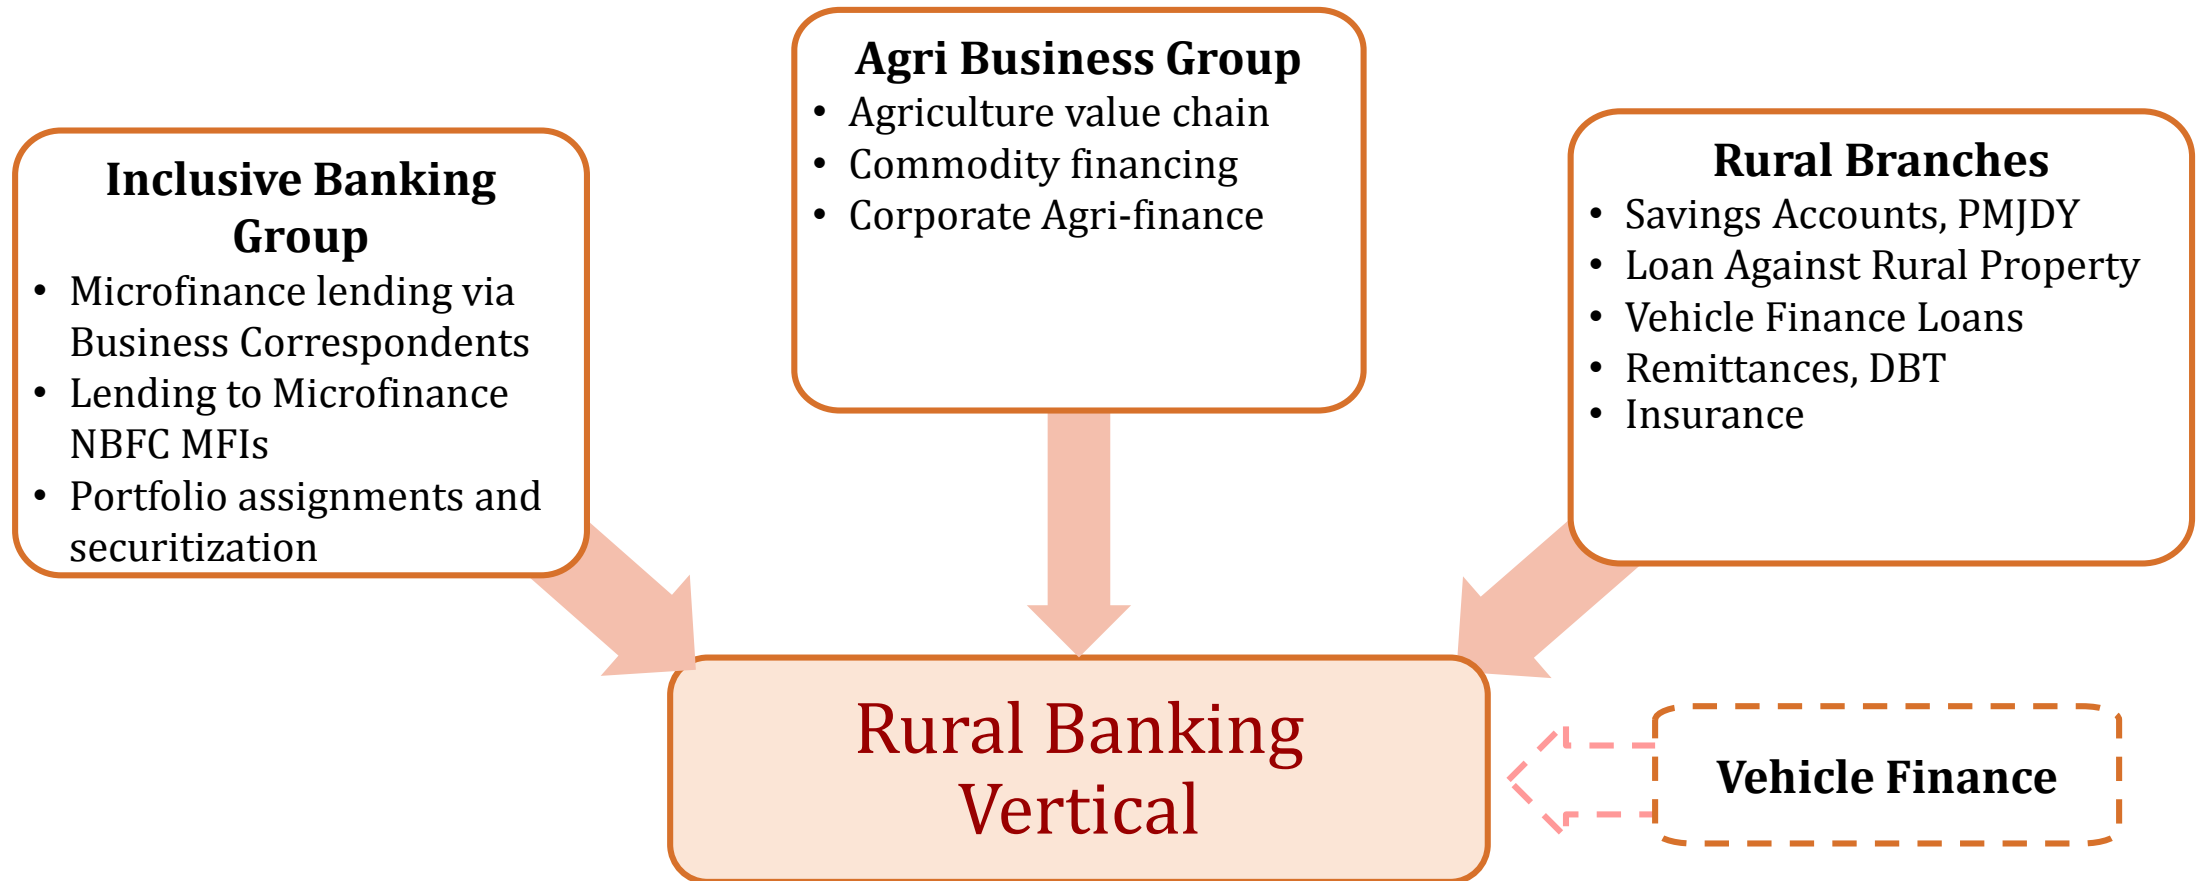 Inclusive Banking
Group
• Microfinance lending via
Business Correspondents
• Lending to Microfinance
NBFC MFIs
• Portfolio assignments and
securitization
Agri Business Group
• Agriculture value chain
• Commodity financing
• Corporate Agri-finance
Rural Branches
• Savings Accounts, PMJDY
• Loan Against Rural Property
• Vehicle Finance Loans
• Remittances, DBT
• Insurance
Rural Banking
Vertical
Vehicle Finance